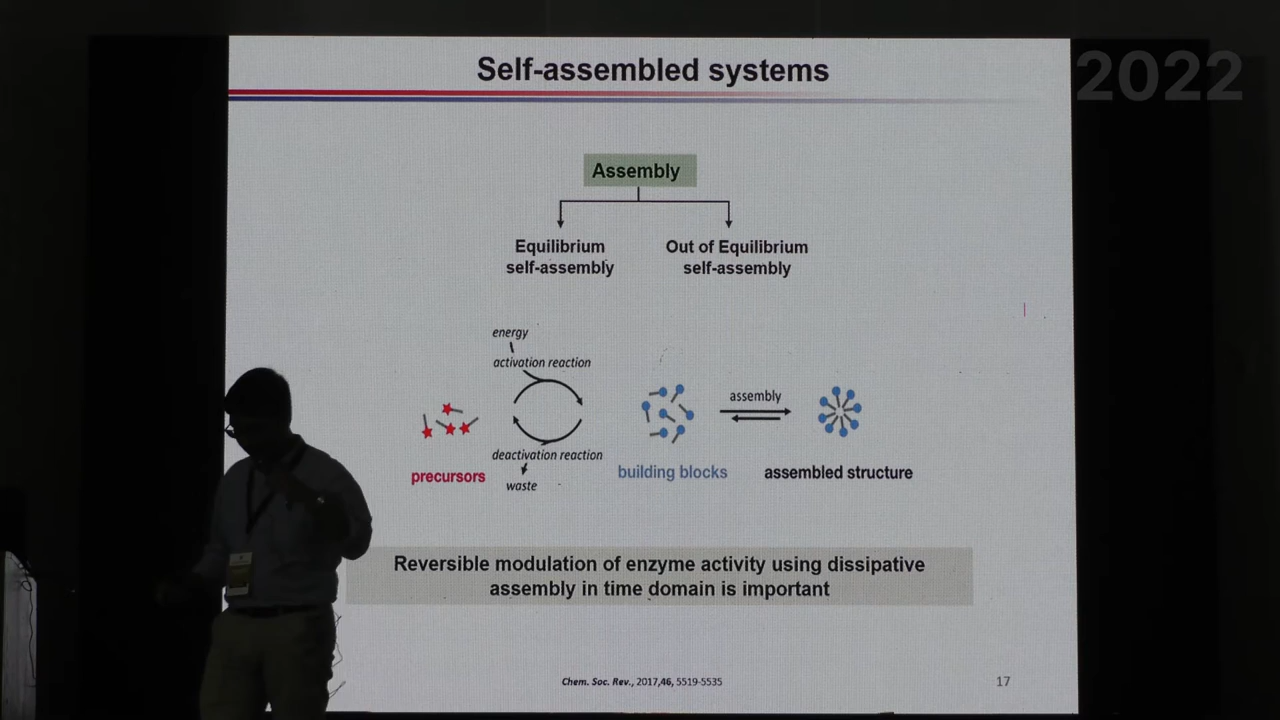 Self-assembled systems
2022
Assembly
Equilibrium
self-assembly
Out of Equilibrium
self-assembly
energy
activation reaction
assembly
deactivation reaction
waste
precursors
building blocks
assembled structure
Reversible modulation of enzyme activity using dissipative
assembly in time domain is important
Chem. Soc. Rev., 2017,46, 5519-5535
17